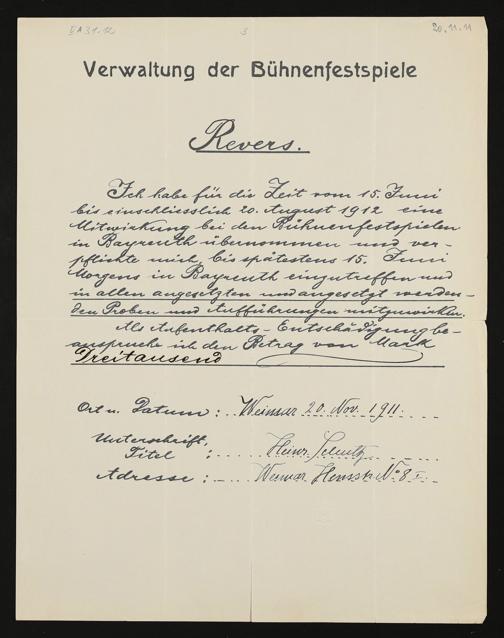 II A 31.12
3
20.11.11
Verwaltung der Bühnenfestspiele
Revers.
Ich habe für die Zeit vom 15. Juni
bis einschliesslich 20. August 1912 eine
Mitwirkung bei den Bühnenfestspielen
in Bayreuth übernommen und ver-
pflichte mich, bis spätestens 15. Juni
Morgens in Bayreuth einzutreffen und
in allen angesetzten und angesetzt werden-
den Proben und Aufführungen mitzuwirken.
Als Aufenthalts-Entschädigung be-
anspruche ich den Betrag von Mark
Dreitausend
Ort u. Datum: Weimar 20. Nov. 1911.
Unterschrift,
Titel : Heinr.
Adresse : Weimar No 8 I.